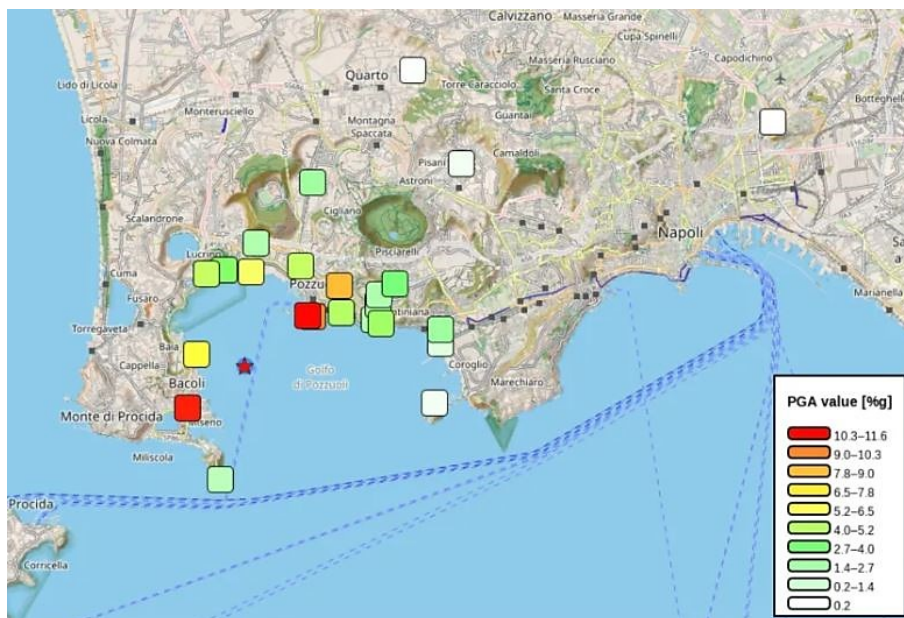 Calvizzano
Masseria Grande
Cupa Spinelli
Masseria Rusciano
Capodichino
Lido di Licola
Quarto
Torre Caracciolo
Santa Croce
Botteghelle
Monterusciello
Licola
Guantai
Montagna
Spaccata
Nuova Colmata
Pisani
Camaldoli
Astroni
Cigliano
Scalandrone
Napoli
Pisciarelli
Lucrino
Cuma
Pozzu
Fusaro
Marianella
Torregaveta
ntiniana
Baia
Cappella
Golfo
di Pozzuoli
Coroglio
Bacoli
Marechiaro
Monte di Procida
Miseno
Miliscola
Procida
Corricella
PGA value [%g]
10.3–11.6
9.0–10.3
7.8–9.0
6.5–7.8
5.2–6.5
4.0–5.2
2.7–4.0
1.4–2.7
0.2–1.4
0.2